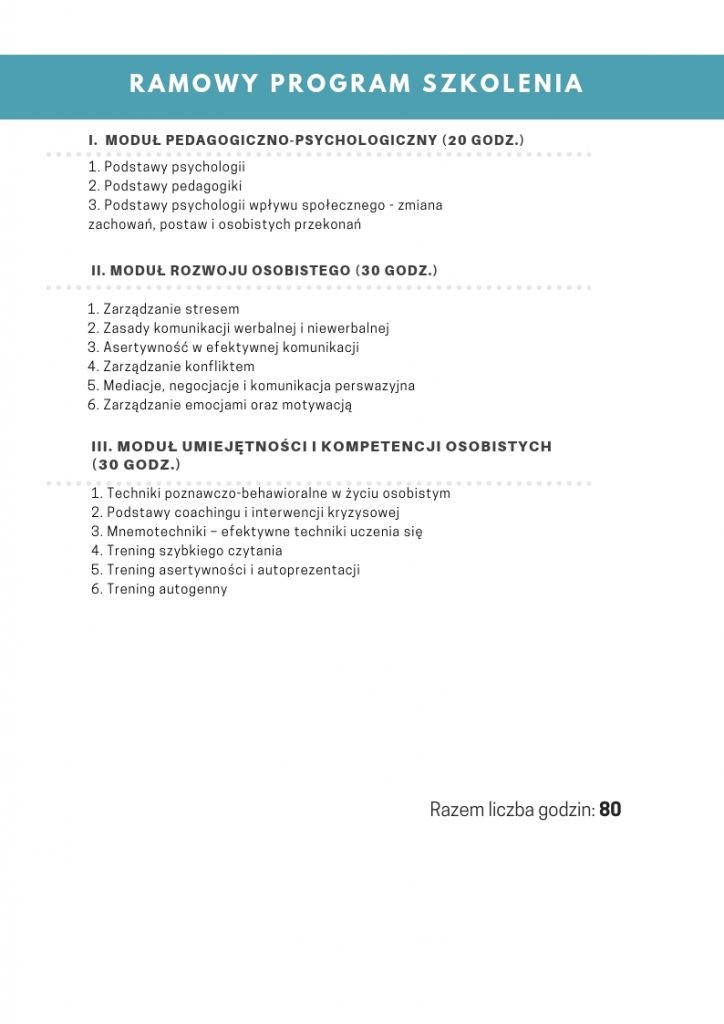 RAMOWY PROGRAM SZKOLENIA
I. MODUŁ PEDAGOGICZNO-PSYCHOLOGICZNY (20 GODZ.)
1. Podstawy psychologii
2. Podstawy pedagogiki
3. Podstawy psychologii wpływu społecznego - zmiana
zachowań, postaw i osobistych przekonań
II. MODUŁ ROZWOJU OSOBISTEGO (30 GODZ.)
1. Zarządzanie stresem
2. Zasady komunikacji werbalnej i niewerbalnej
3. Asertywność w efektywnej komunikacji
4. Zarządzanie konfliktem
5. Mediacje, negocjacje i komunikacja perswazyjna
6. Zarządzanie emocjami oraz motywacją
III. MODUŁ UMIEJĘTNOŚCI I KOMPETENCJI OSOBISTYCH
(30 GODZ.)
1. Techniki poznawczo-behawioralne w życiu osobistym
2. Podstawy coachingu i interwencji kryzysowej
3. Mnemotechniki – efektywne techniki uczenia się
4. Trening szybkiego czytania
5. Trening asertywności i autoprezentacji
6. Trening autogenny
Razem liczba godzin: 80